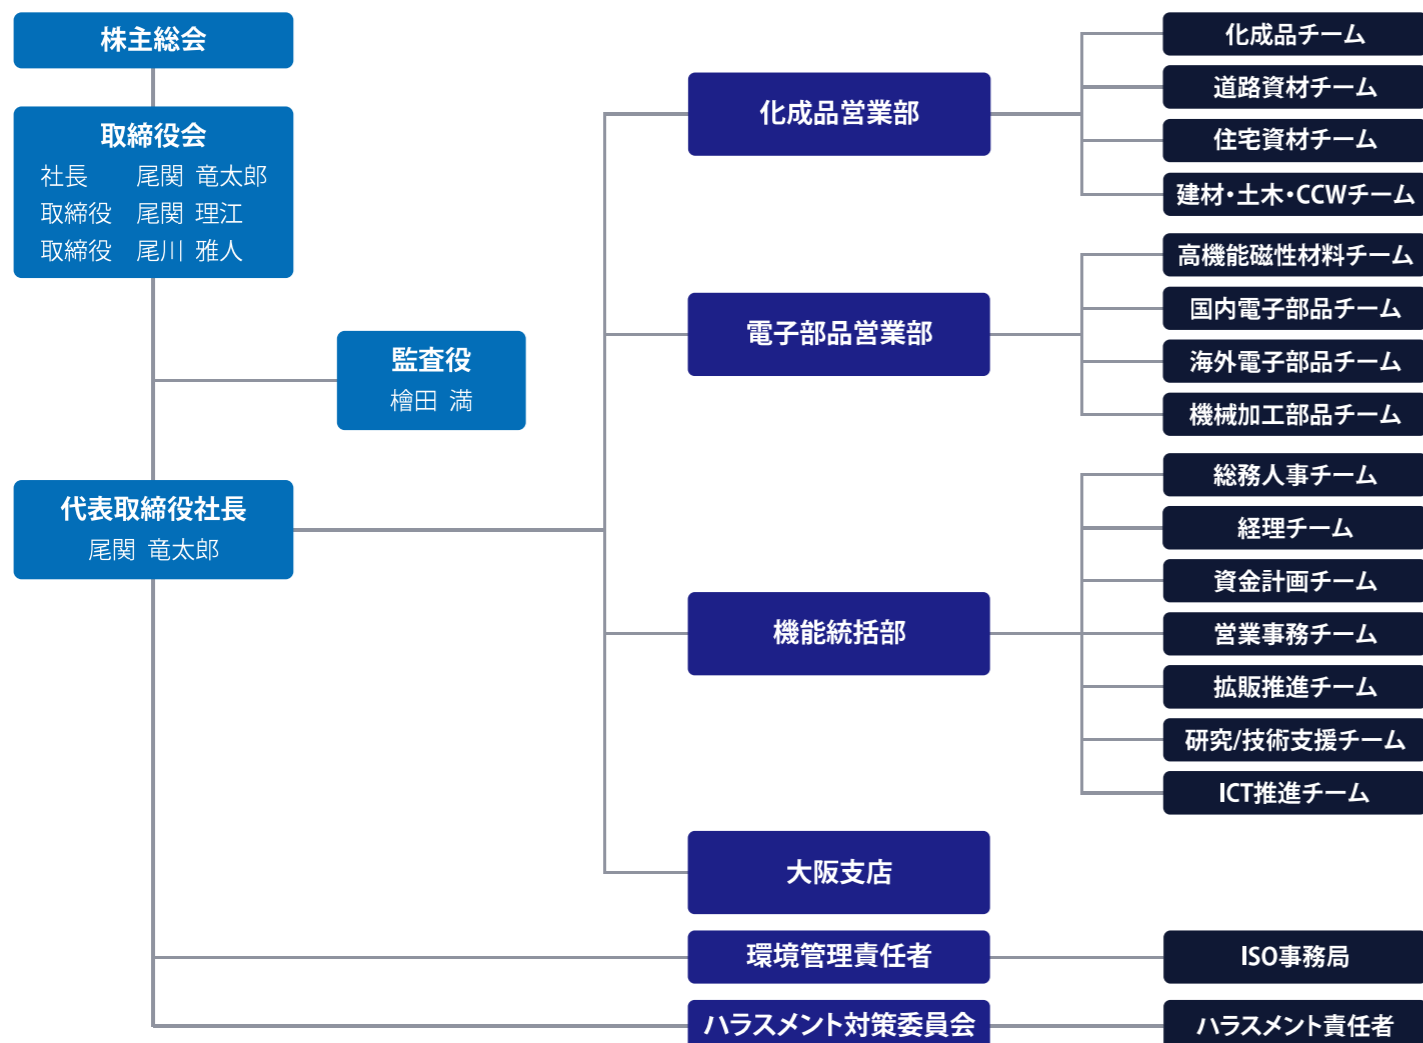 株主総会
取締役会
社長 尾関 竜太郎
取締役 尾関 理江
取締役 尾川 雅人
監査役
檜田 満
代表取締役社長
尾関 竜太郎
化成品営業部
化成品チーム
道路資材チーム
住宅資材チーム
建材・土木・CCWチーム
電子部品営業部
高機能磁性材料チーム
国内電子部品チーム
海外電子部品チーム
機械加工部品チーム
機能統括部
総務人事チーム
経理チーム
資金計画チーム
営業事務チーム
拡販推進チーム
研究/技術支援チーム
ICT推進チーム
大阪支店
環境管理責任者
ISO事務局
ハラスメント対策委員会
ハラスメント責任者